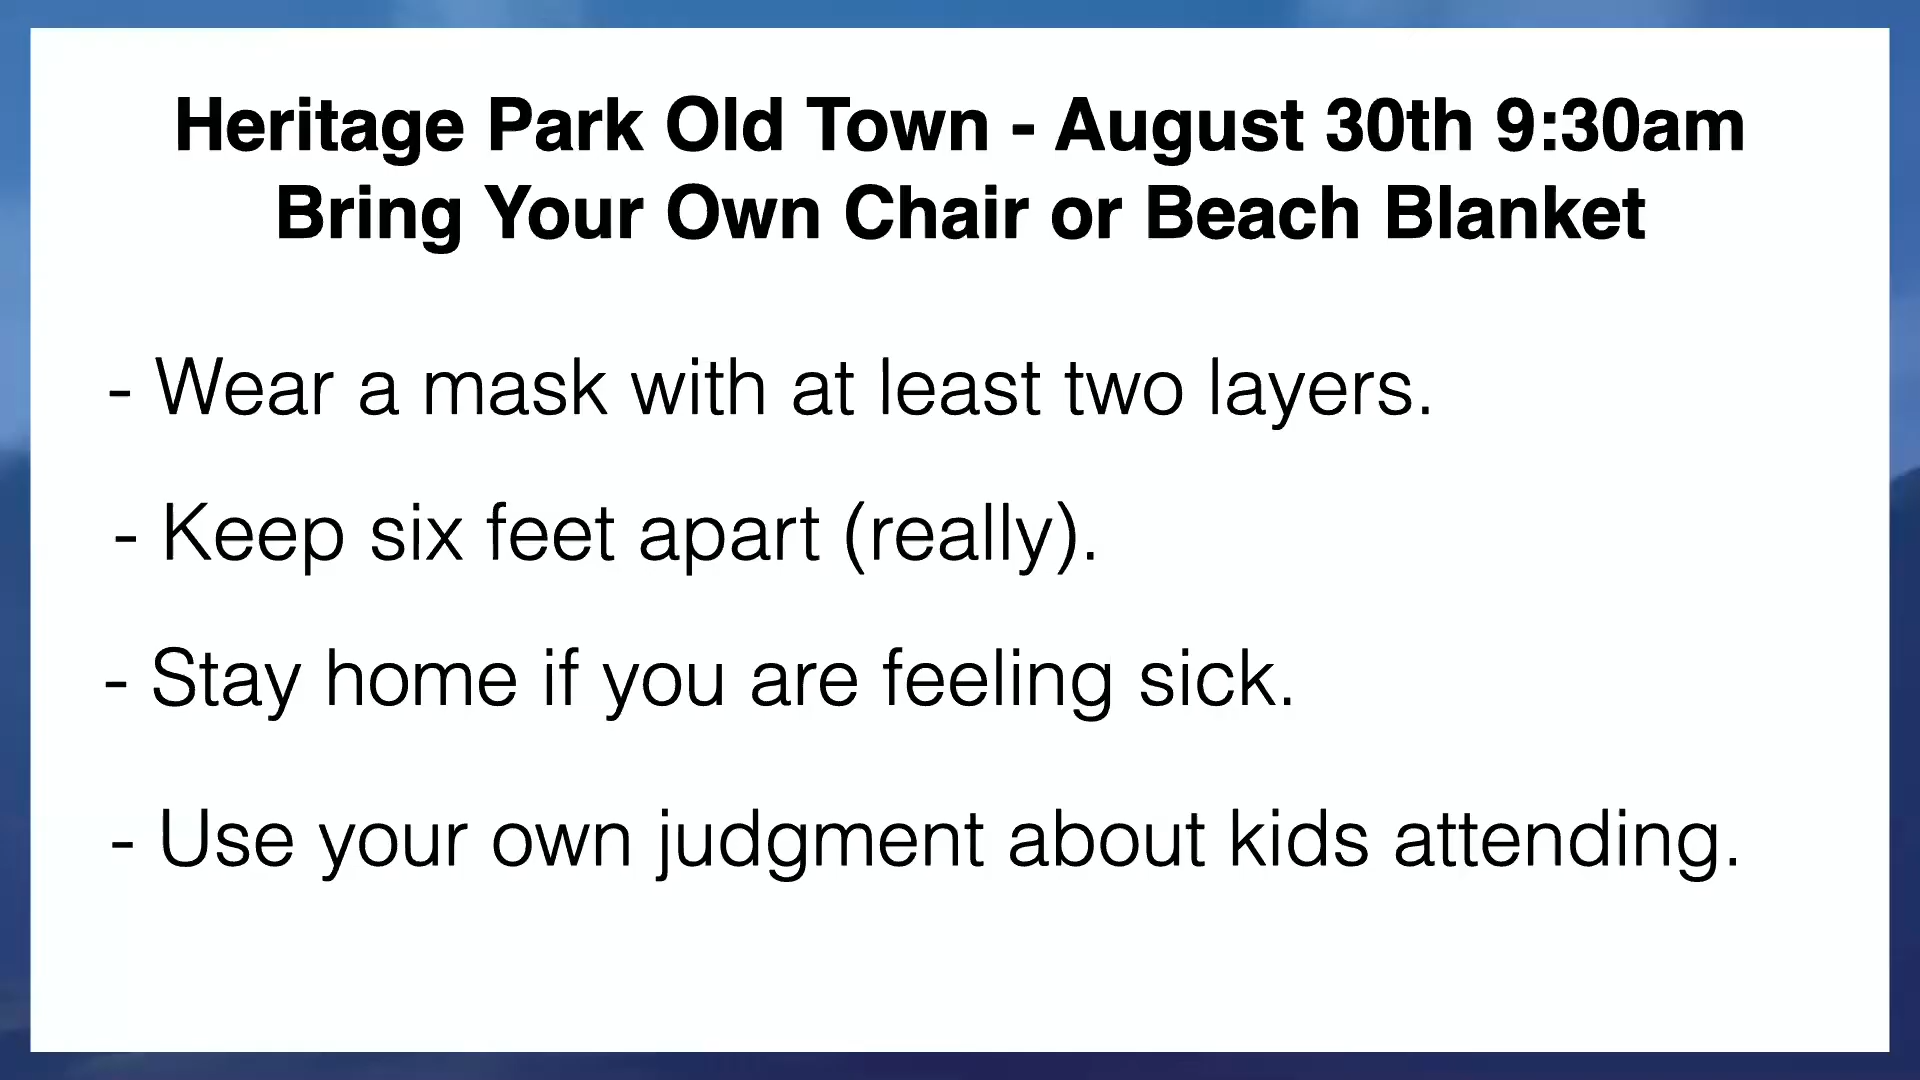 Heritage Park Old Town - August 30th 9:30am
Bring Your Own Chair or Beach Blanket
- Wear a mask with at least two layers.
- Keep six feet apart (really).
- Stay home if you are feeling sick.
- Use your own judgment about kids attending.